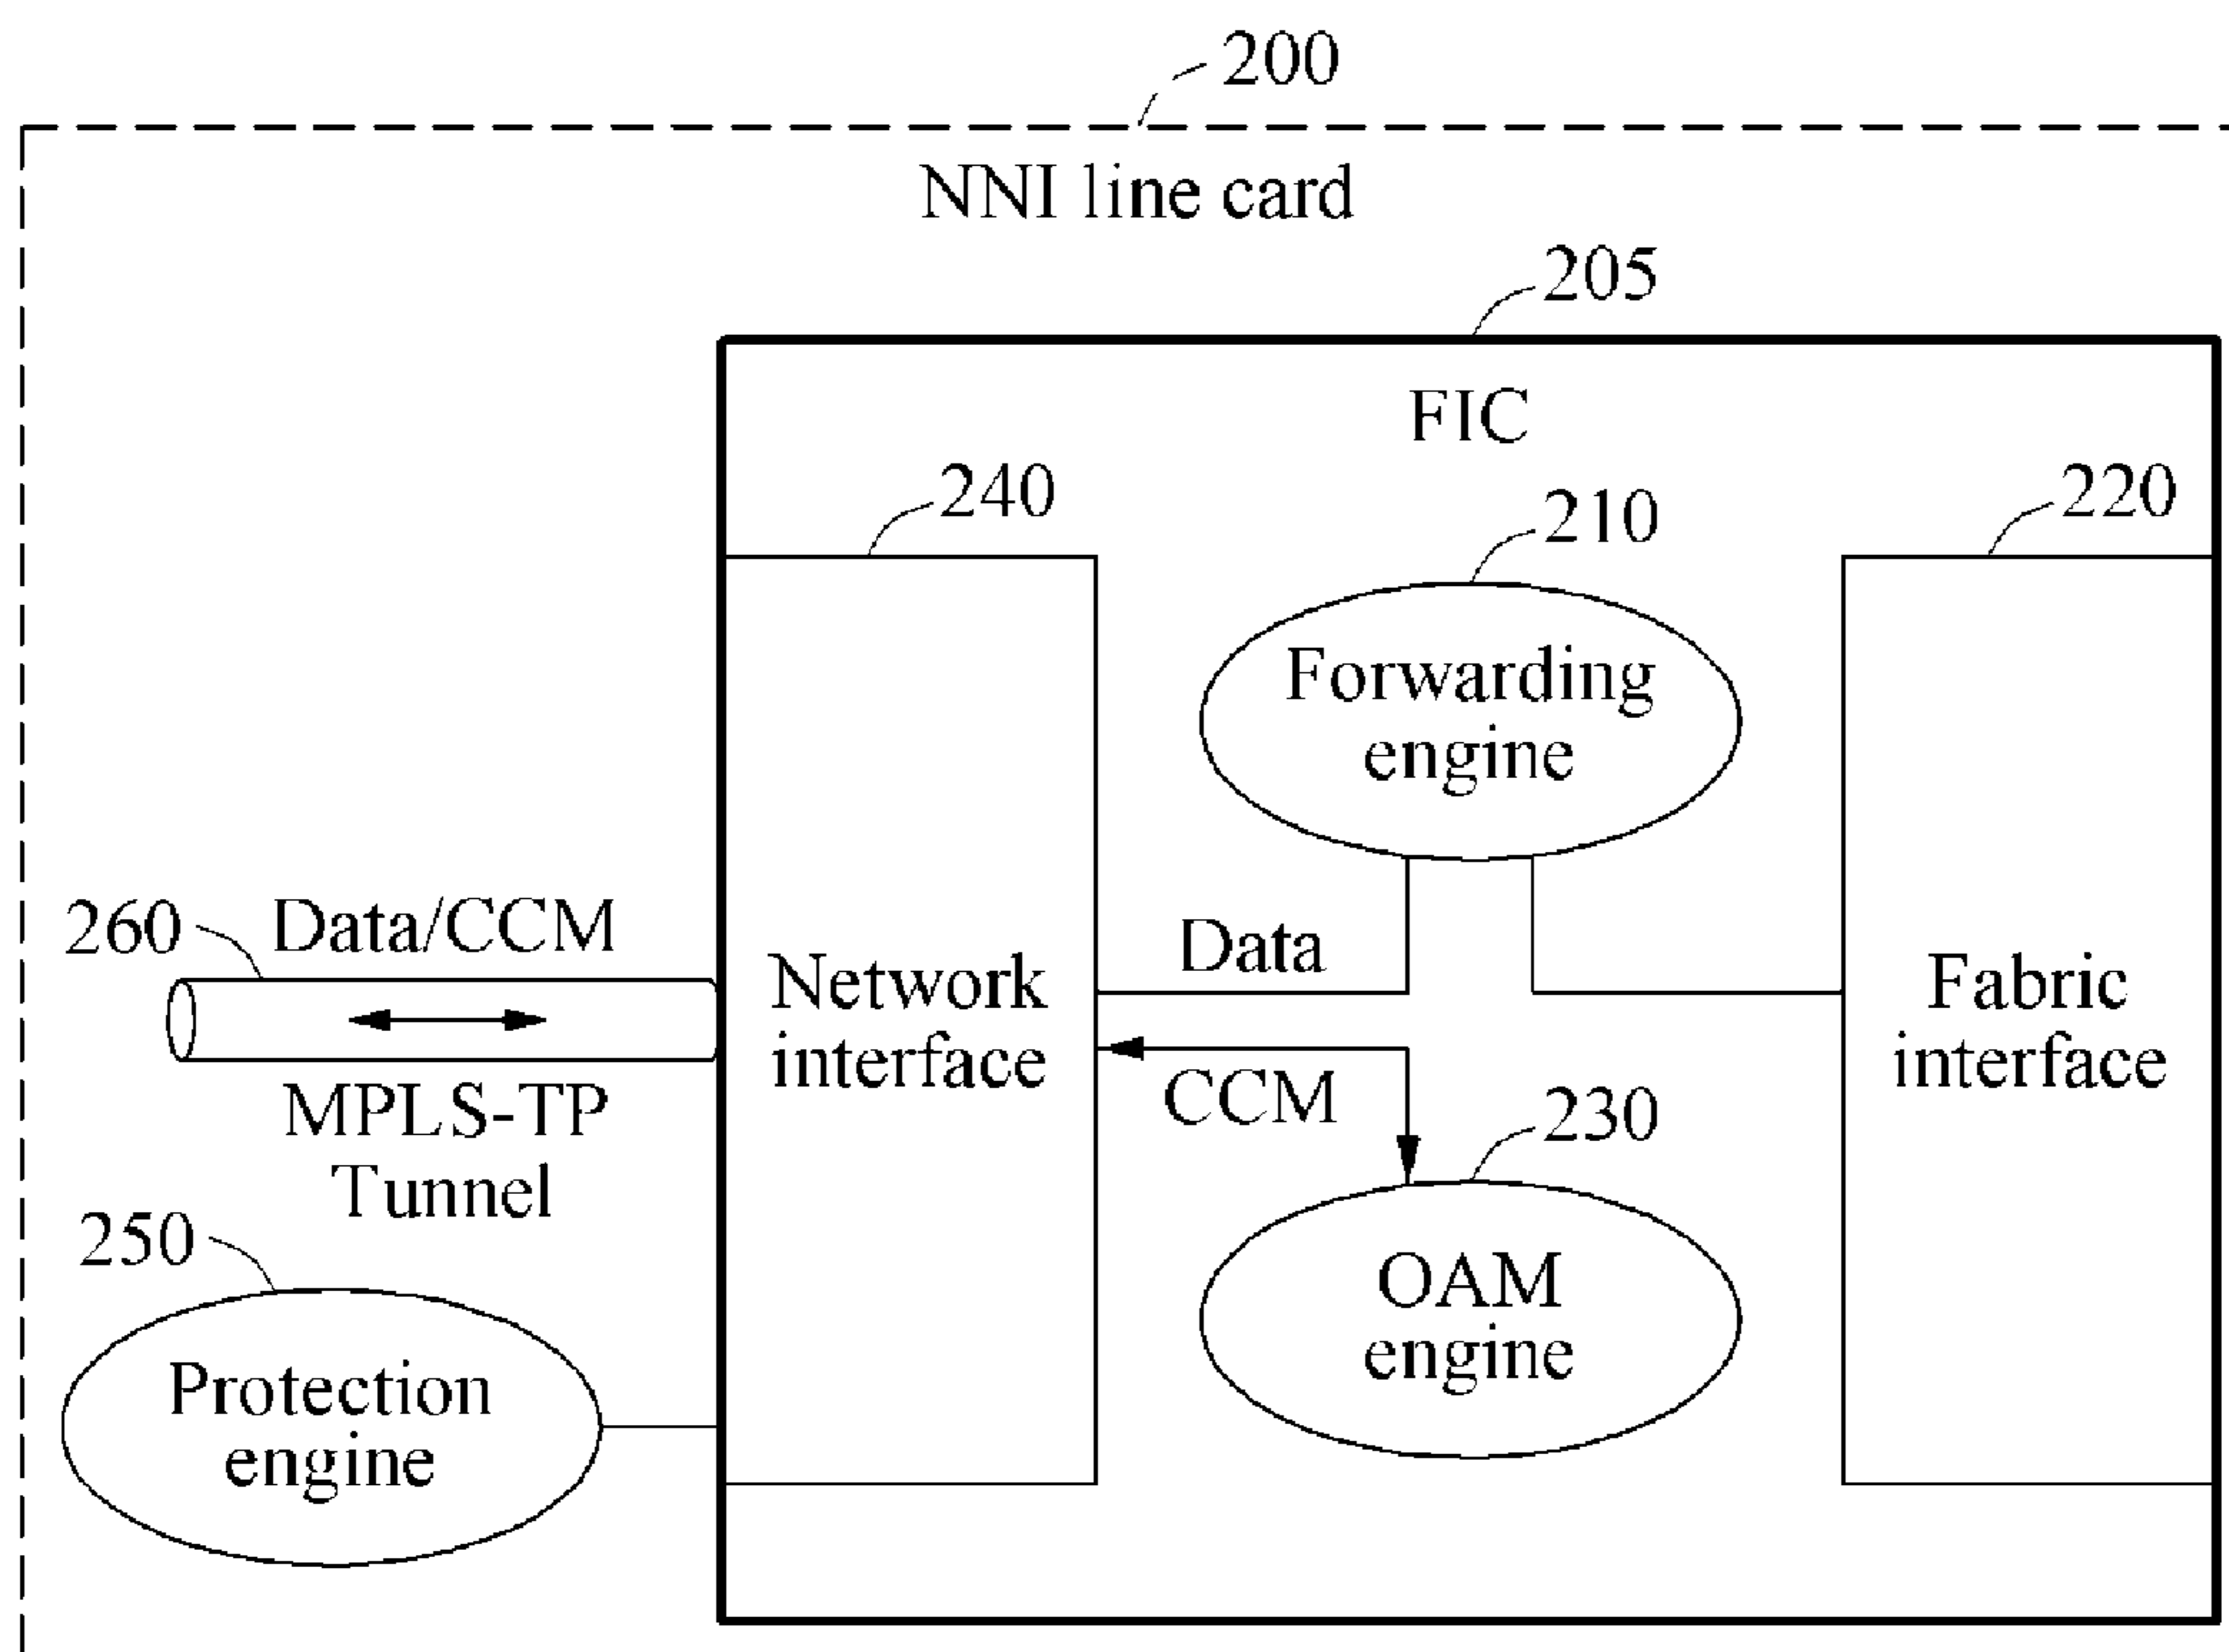 200
NNI line card
205
FIC
240
210
220
Forwarding
engine
260
Data/CCM
Data
Network
interface
Fabric
interface
MPLS-TP
Tunnel
CCM
230
250
OAM
engine
Protection
engine